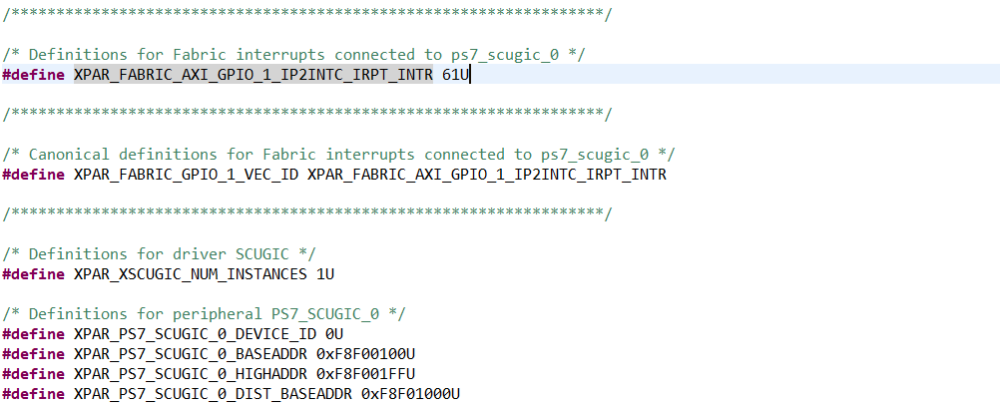 /******************************************************************/
/* Definitions for Fabric interrupts connected to ps7_scugic_0 */
#define XPAR_FABRIC_AXI_GPIO_1_IP2INTC_IRPT_INTR 61U
/******************************************************************/
/* Canonical definitions for Fabric interrupts connected to ps7_scugic_0 */
#define XPAR_FABRIC_GPIO_1_VEC_ID XPAR_FABRIC_AXI_GPIO_1_IP2INTC_IRPT_INTR
/******************************************************************/
/* Definitions for driver SCUGIC */
#define XPAR_XSCUGIC_NUM_INSTANCES 1U
/* Definitions for peripheral PS7_SCUGIC_0 */
#define XPAR_PS7_SCUGIC_0_DEVICE_ID 0U
#define XPAR_PS7_SCUGIC_0_BASEADDR 0xF8F00100U
#define XPAR_PS7_SCUGIC_0_HIGHADDR 0xF8F001FFU
#define XPAR_PS7_SCUGIC_0_DIST_BASEADDR 0xF8F01000U